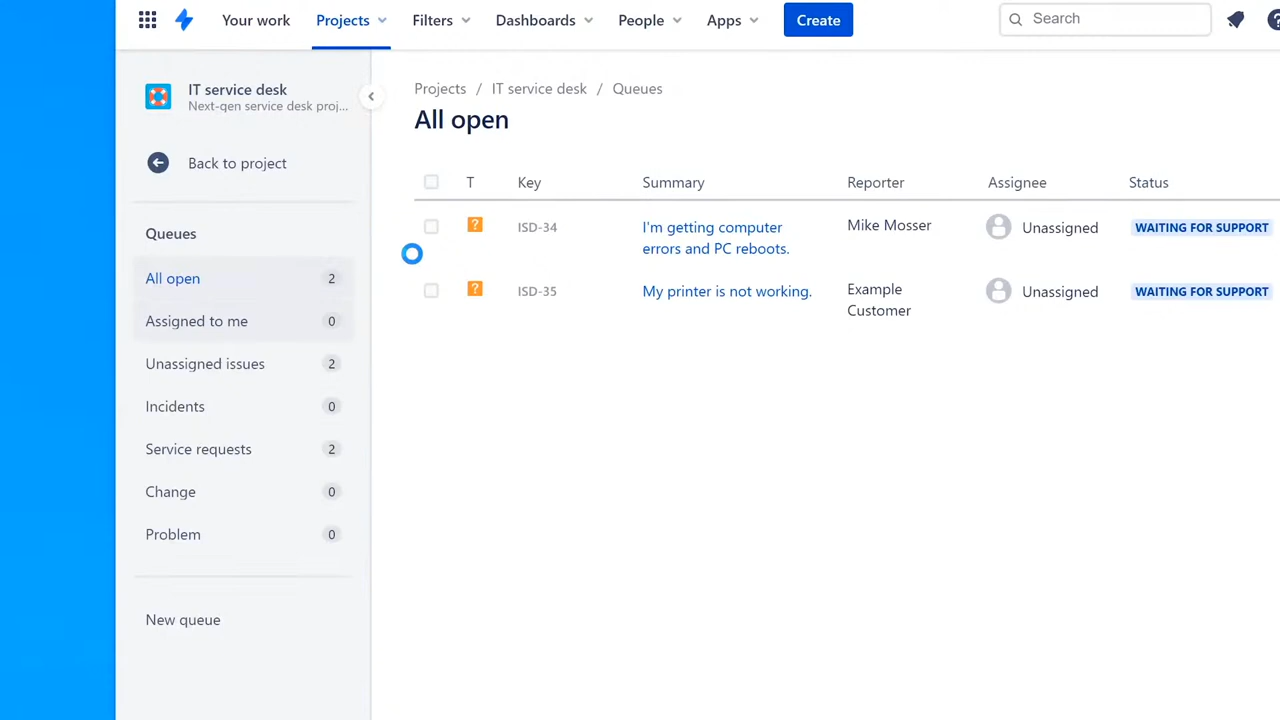 Your work
Projects
Filters
Dashboards
People
Apps
Create
Search
?
IT service desk
Next-gen service desk proj...
Back to project
Queues
All open 2
Assigned to me 0
Unassigned issues 2
Incidents 0
Service requests 2
Change 0
Problem 0
New queue
Projects / IT service desk / Queues
All open
T Key Summary Reporter Assignee Status
? ISD-34 I'm getting computer Mike Mosser Unassigned WAITING FOR SUPPORT
errors and PC reboots.
? ISD-35 My printer is not working. Example Unassigned WAITING FOR SUPPORT
Customer